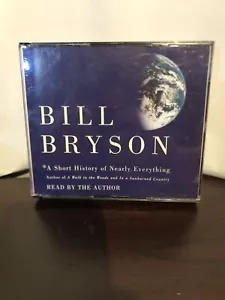 BILL
BRYSON
*A Short History of Nearly Everything
Author of A Walk in the Woods and In a Sunburned Country
READ BY THE AUTHOR